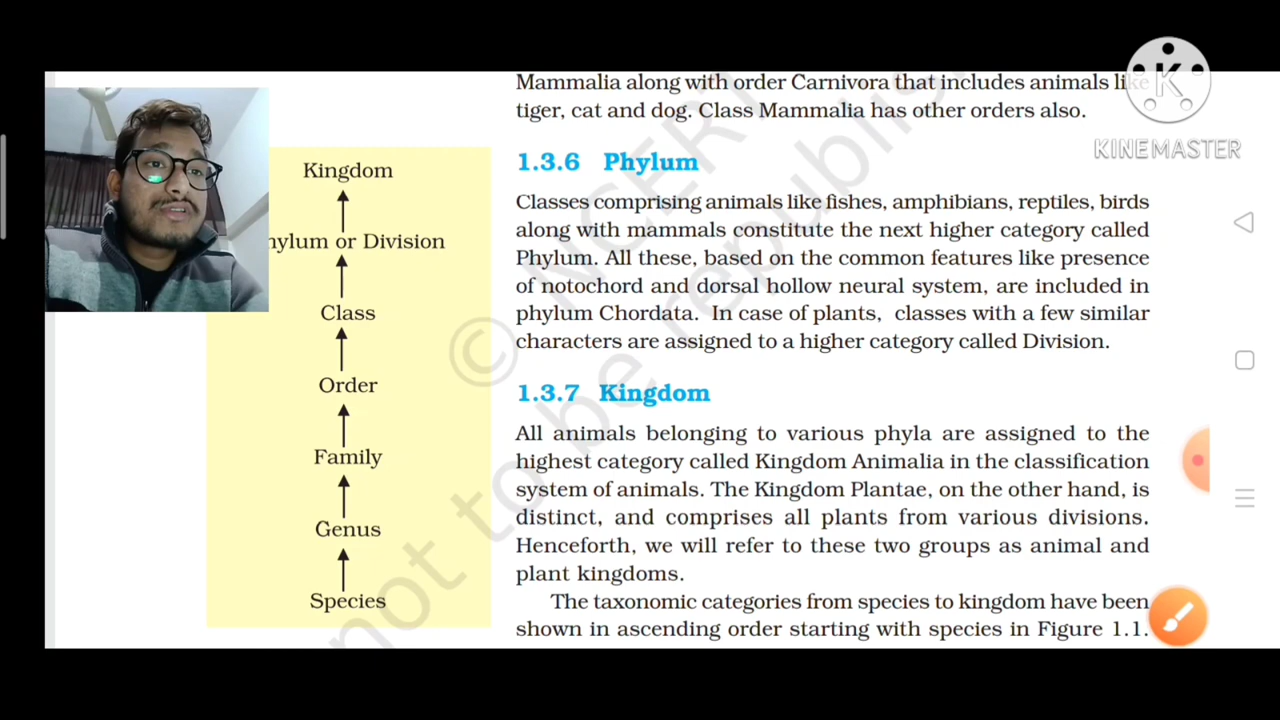 Mammalia along with order Carnivora that includes animals like
tiger, cat and dog. Class Mammalia has other orders also.
KINEMASTER
1.3.6 Phylum
Classes comprising animals like fishes, amphibians, reptiles, birds
along with mammals constitute the next higher category called
Phylum. All these, based on the common features like presence
of notochord and dorsal hollow neural system, are included in
phylum Chordata. In case of plants, classes with a few similar
characters are assigned to a higher category called Division.
1.3.7 Kingdom
All animals belonging to various phyla are assigned to the
highest category called Kingdom Animalia in the classification
system of animals. The Kingdom Plantae, on the other hand, is
distinct, and comprises all plants from various divisions.
Henceforth, we will refer to these two groups as animal and
plant kingdoms.
The taxonomic categories from species to kingdom have been
shown in ascending order starting with species in Figure 1.1.
Kingdom
hylum or Division
Class
Order
Family
Genus
Species
© NCERT
not to be republis